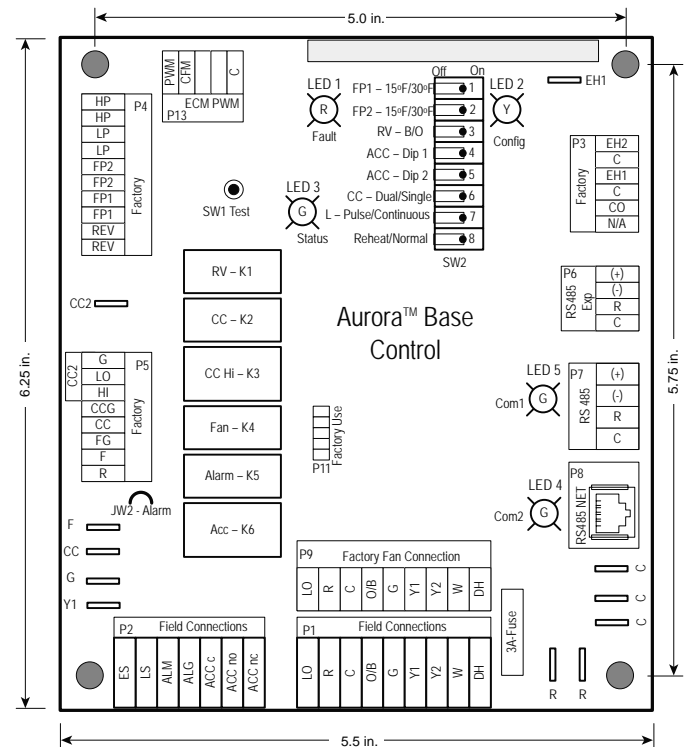 5.0 in.
PWM
CFM
C
ECM PWM
P13
LED 1
R
Fault
Off On
FP1 – 15ºF/30ºF 1
FP2 – 15ºF/30ºF 2
RV – B/O 3
ACC – Dip 1 4
ACC – Dip 2 5
CC – Dual/Single 6
L – Pulse/Continuous 7
Reheat/Normal 8
SW2
LED 2
Y
Config
EH1
P4
HP
HP
LP
LP
FP2
FP2
FP1
FP1
REV
REV
Factory
SW1 Test
LED 3
G
Status
P3
Factory
EH2
C
EH1
C
CO
N/A
RV – K1
CC – K2
CC Hi – K3
Fan – K4
Alarm – K5
Acc – K6
Aurora™ Base
Control
P6
RS485
Exp
(+)
(-)
R
C
CC2
6.25 in.
5.75 in.
CC2
P5
G
LO
HI
CCG
CC
FG
F
R
Factory
JW2 - Alarm
P11
Factory Use
LED 5
Com1
G
P7
RS 485
(+)
(-)
R
C
LED 4
Com2
G
P8
RS485 NET
F
CC
G
Y1
P9 Factory Fan Connection
LO
R
C
O/B
G
Y1
Y2
W
DH
C
C
C
3A-Fuse
P2 Field Connections
ES
LS
ALM
ALG
ACC c
ACC no
ACC nc
P1 Field Connections
LO
R
C
O/B
G
Y1
Y2
W
DH
R R
5.5 in.